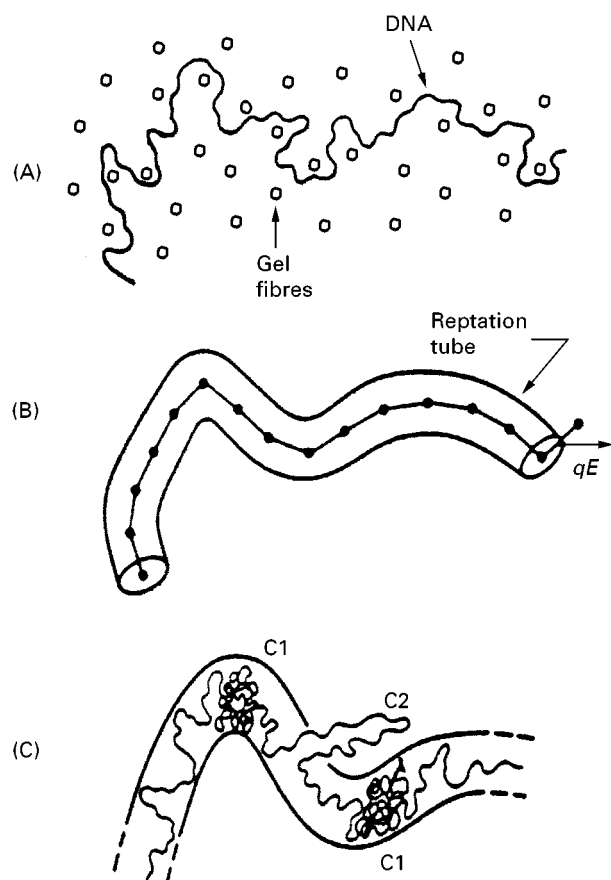 DNA
(A)
Gel
fibres
Reptation
tube
(B)
qE
C1
C2
(C)
C1